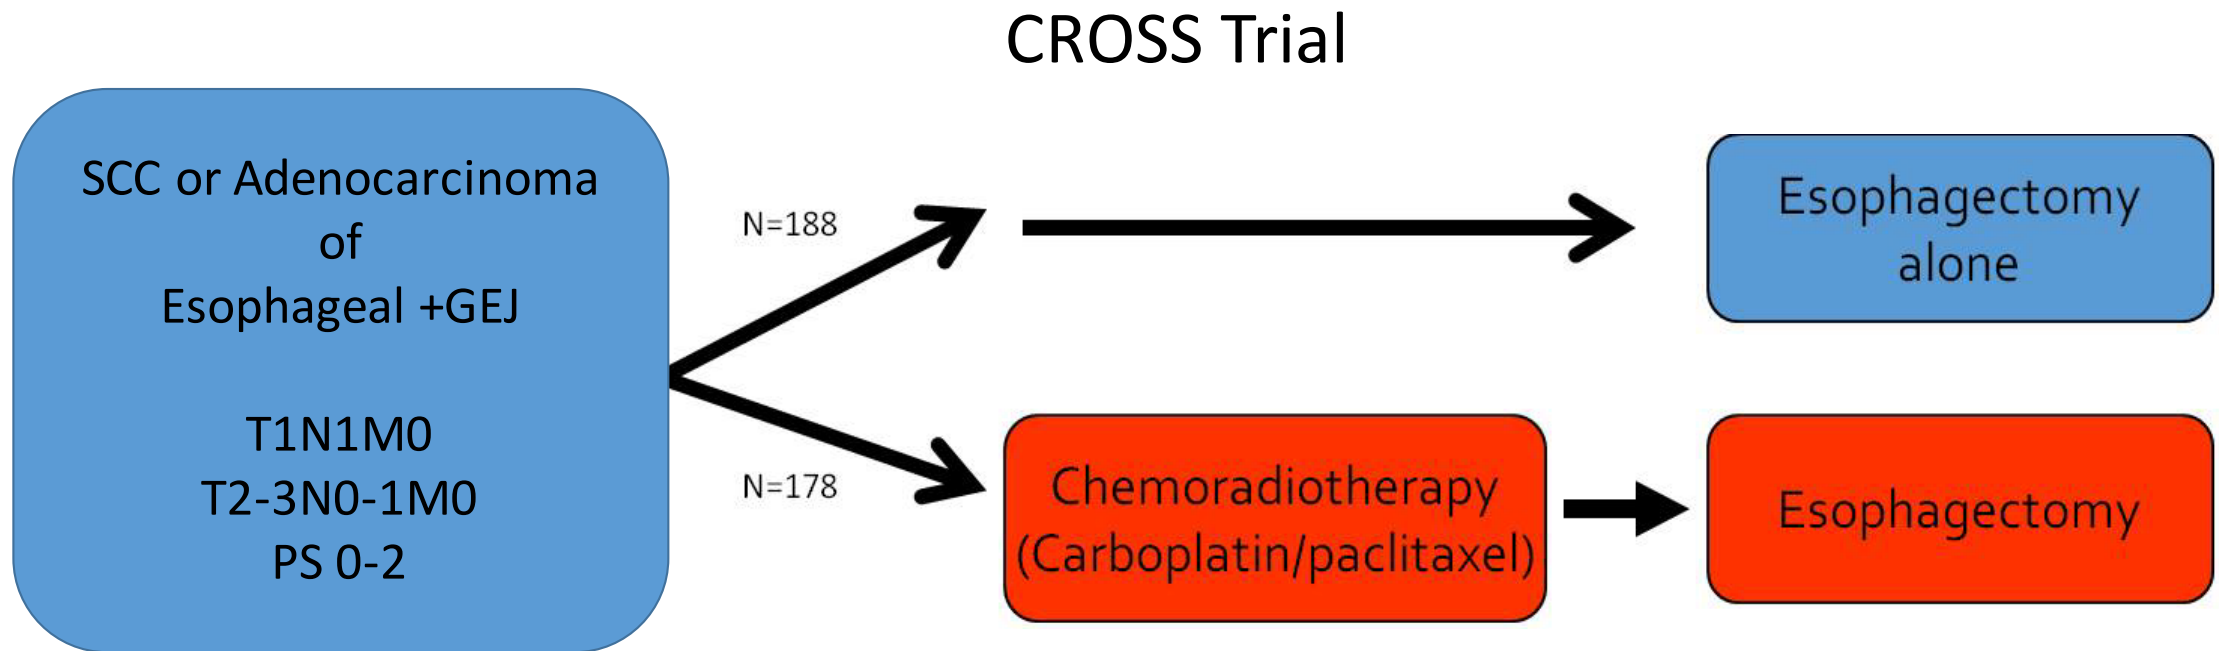 CROSS Trial
SCC or Adenocarcinoma
of
Esophageal +GEJ
T1N1M0
T2-3N0-1M0
PS 0-2
N=188
Esophagectomy
alone
N=178
Chemoradiotherapy
(Carboplatin/paclitaxel)
Esophagectomy